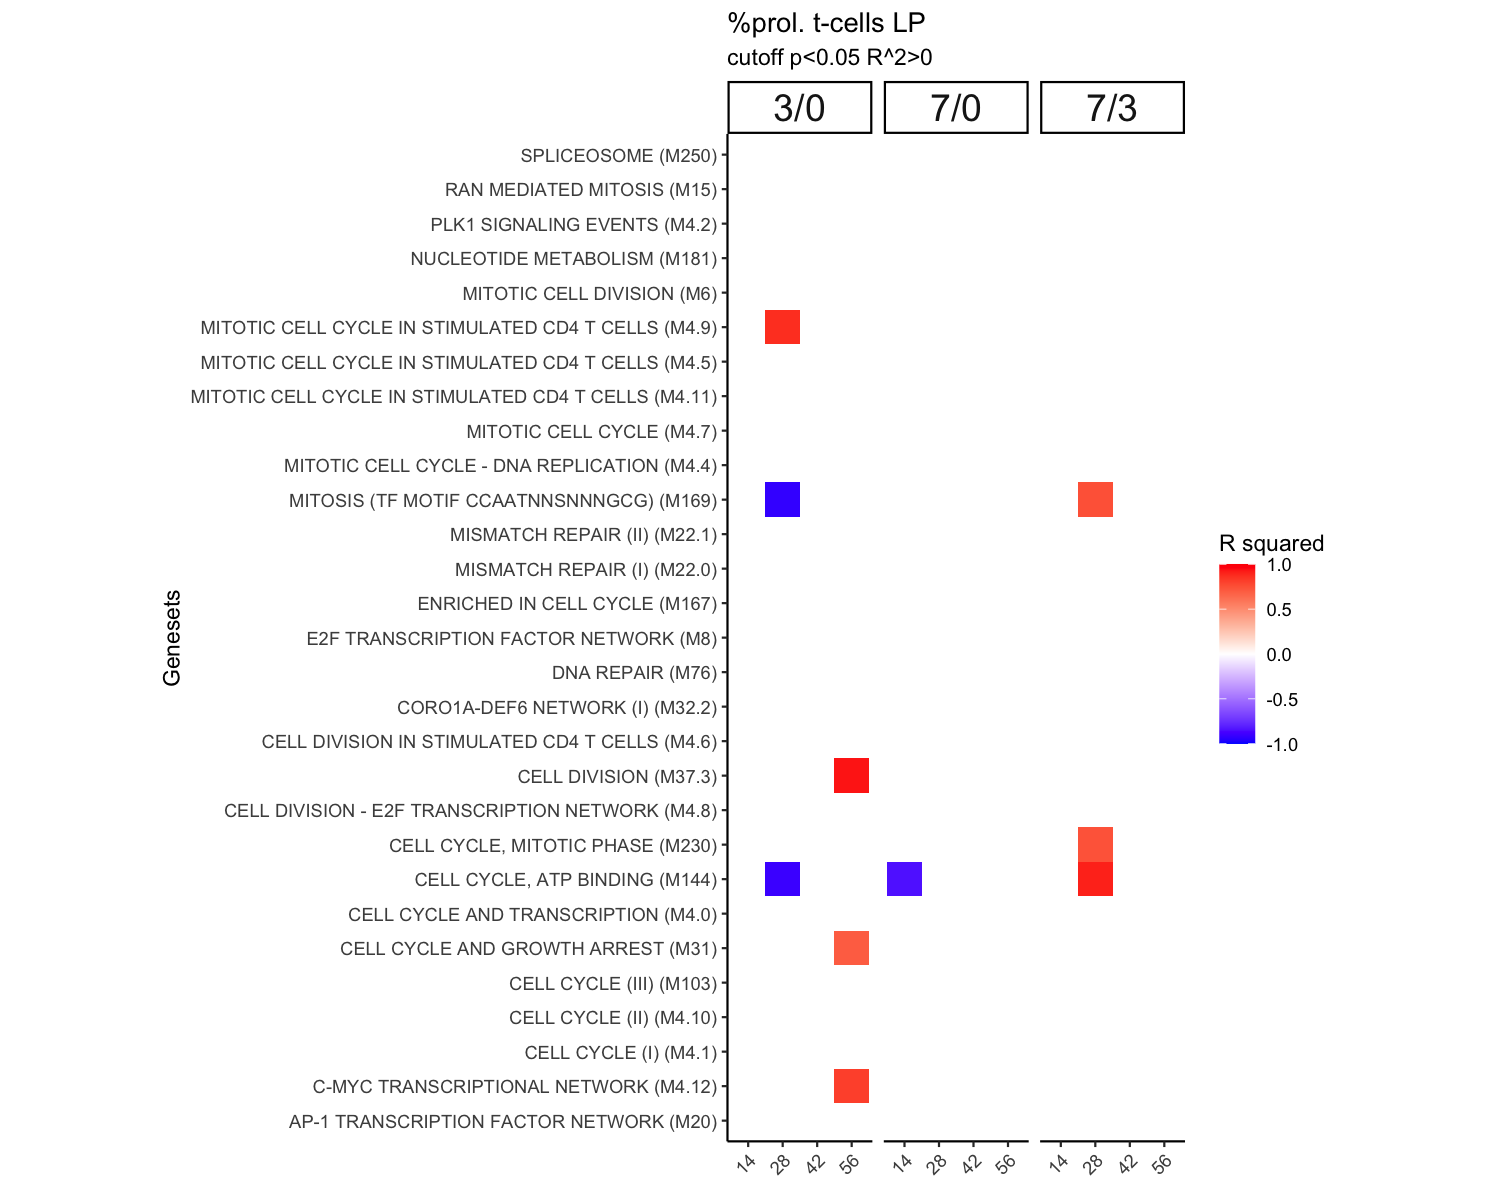 %prol. t-cells LP
cutoff p<0.05 R^2>0
3/0 7/0 7/3
SPLICEOSOME (M250)
RAN MEDIATED MITOSIS (M15)
PLK1 SIGNALING EVENTS (M4.2)
NUCLEOTIDE METABOLISM (M181)
MITOTIC CELL DIVISION (M6)
MITOTIC CELL CYCLE IN STIMULATED CD4 T CELLS (M4.9)
MITOTIC CELL CYCLE IN STIMULATED CD4 T CELLS (M4.5)
MITOTIC CELL CYCLE IN STIMULATED CD4 T CELLS (M4.11)
MITOTIC CELL CYCLE (M4.7)
MITOTIC CELL CYCLE - DNA REPLICATION (M4.4)
MITOSIS (TF MOTIF CCAATNNSNNNGCG) (M169)
MISMATCH REPAIR (II) (M22.1)
MISMATCH REPAIR (I) (M22.0)
ENRICHED IN CELL CYCLE (M167)
E2F TRANSCRIPTION FACTOR NETWORK (M8)
DNA REPAIR (M76)
CORO1A-DEF6 NETWORK (I) (M32.2)
CELL DIVISION IN STIMULATED CD4 T CELLS (M4.6)
CELL DIVISION (M37.3)
CELL DIVISION - E2F TRANSCRIPTION NETWORK (M4.8)
CELL CYCLE, MITOTIC PHASE (M230)
CELL CYCLE, ATP BINDING (M144)
CELL CYCLE AND TRANSCRIPTION (M4.0)
CELL CYCLE AND GROWTH ARREST (M31)
CELL CYCLE (III) (M103)
CELL CYCLE (II) (M4.10)
CELL CYCLE (I) (M4.1)
C-MYC TRANSCRIPTIONAL NETWORK (M4.12)
AP-1 TRANSCRIPTION FACTOR NETWORK (M20)
Genesets
14 28 42 56 14 28 42 56 14 28 42 56
R squared
1.0
0.5
0.0
-0.5
-1.0